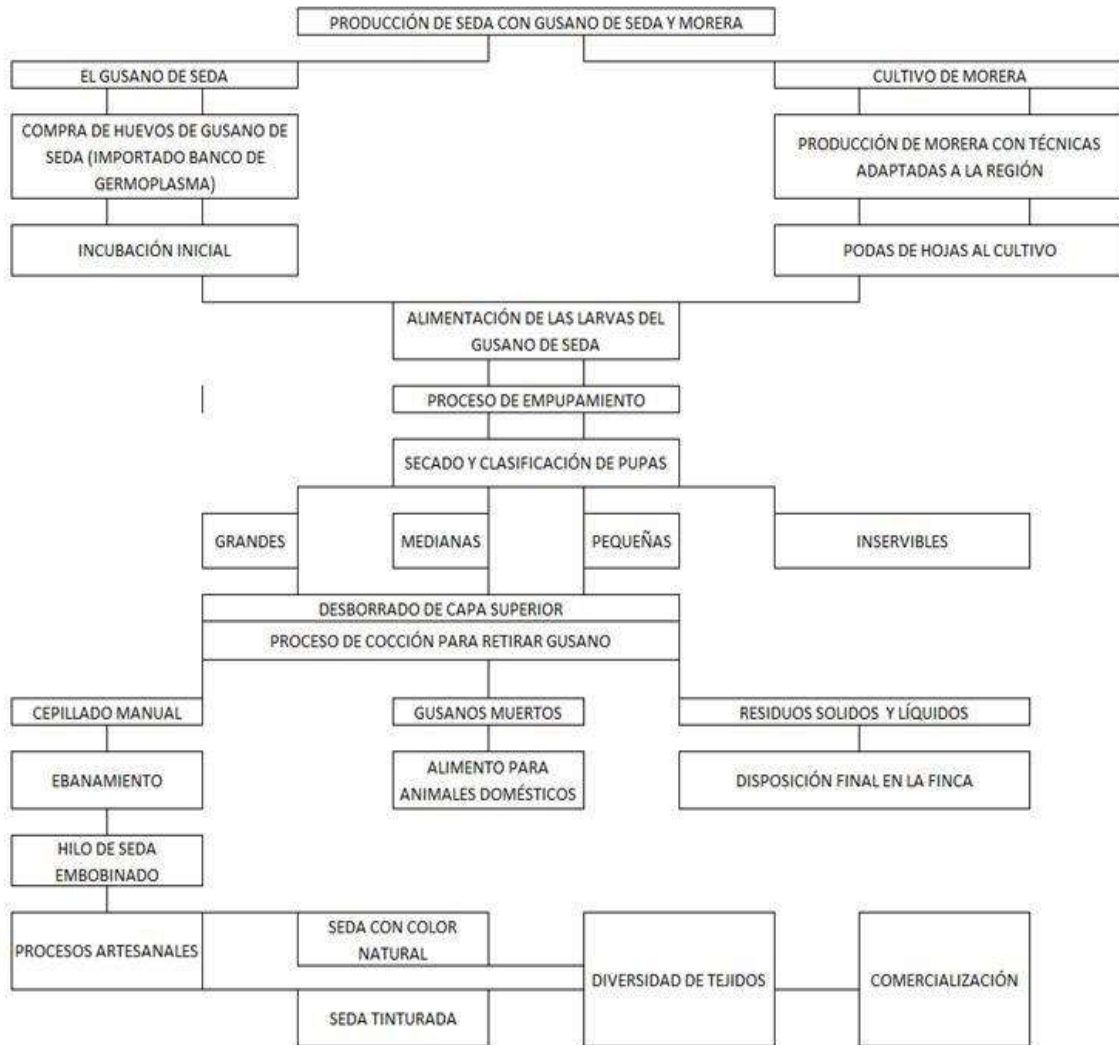 PRODUCCIÓN DE SEDA CON GUSANO DE SEDA Y MORERA
EL GUSANO DE SEDA
CULTIVO DE MORERA
COMPRA DE HUEVOS DE GUSANO DE
SEDA (IMPORTADO BANCO DE
GERMOPLASMA)
PRODUCCIÓN DE MORERA CON TÉCNICAS
ADAPTADAS A LA REGIÓN
INCUBACIÓN INICIAL
PODAS DE HOJAS AL CULTIVO
ALIMENTACIÓN DE LAS LARVAS DEL
GUSANO DE SEDA
PROCESO DE EMPUPAMIENTO
SECADO Y CLASIFICACIÓN DE PUPAS
GRANDES
MEDIANAS
PEQUEÑAS
INSERVIBLES
DESBORRADO DE CAPA SUPERIOR
PROCESO DE COCCIÓN PARA RETIRAR GUSANO
CEPILLADO MANUAL
GUSANOS MUERTOS
RESIDUOS SOLIDOS Y LÍQUIDOS
EBANAMIENTO
ALIMENTO PARA
ANIMALES DOMÉSTICOS
DISPOSICIÓN FINAL EN LA FINCA
HILO DE SEDA
EMBOBINADO
PROCESOS ARTESANALES
SEDA CON COLOR
NATURAL
SEDA TINTURADA
DIVERSIDAD DE TEJIDOS
COMERCIALIZACIÓN